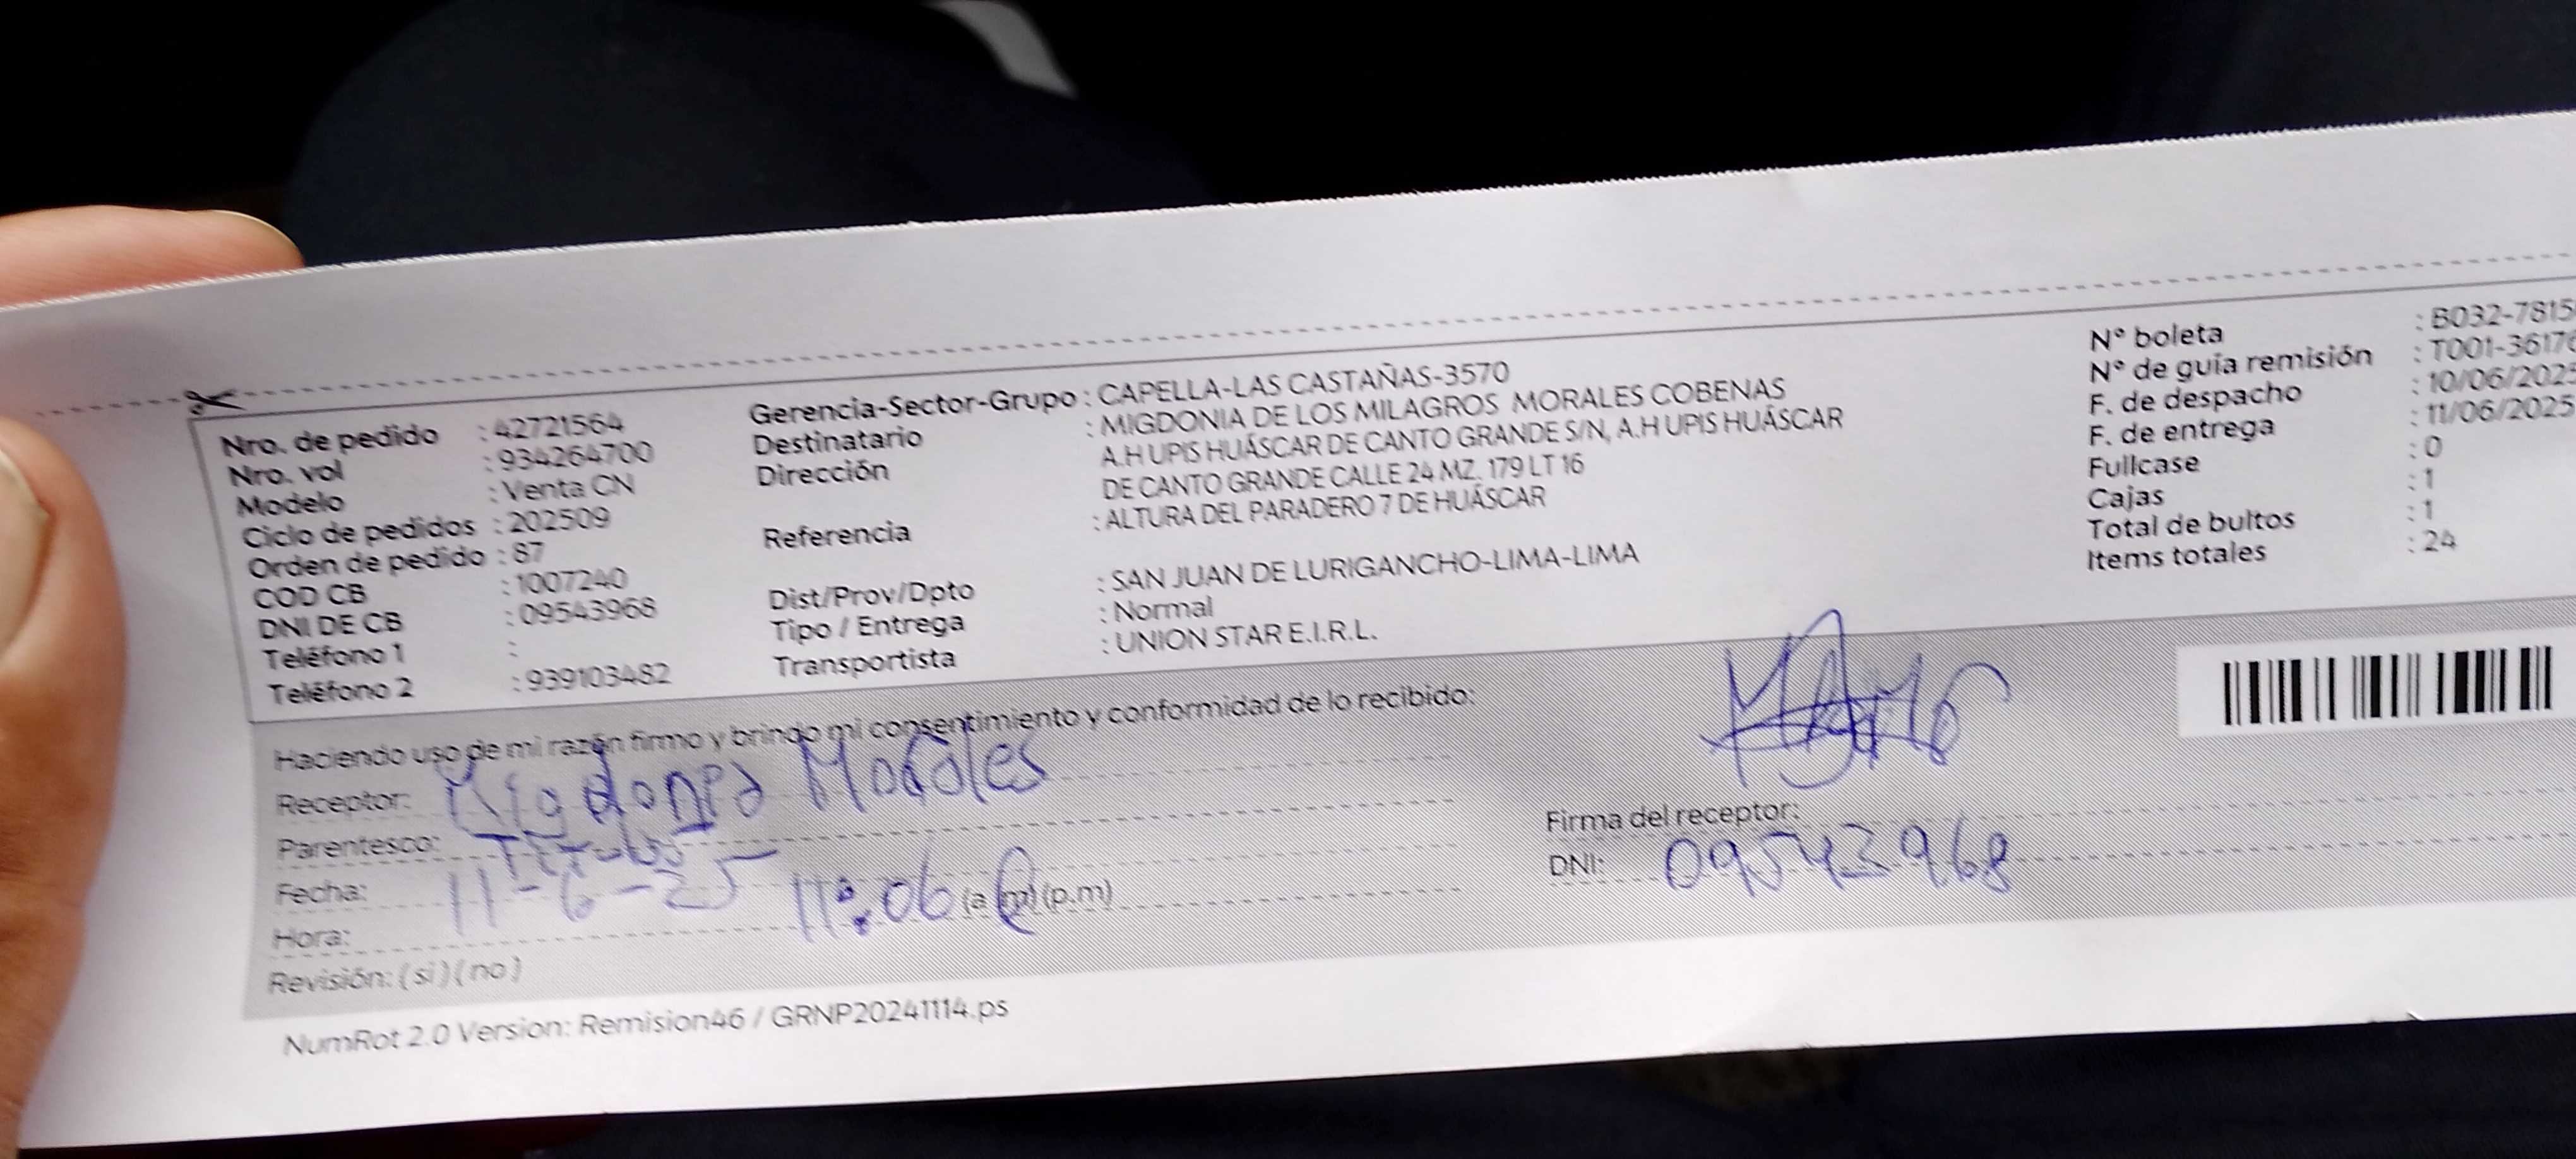 Nro. de pedido : 42721564
Nro. vol : 934264700
Modelo : Venta CN
Ciclo de pedidos : 202509
Orden de pedido : 87
COD CB : 1007240
DNI DE CB : 09543968
Teléfono 1 :
Teléfono 2 : 939103482
Gerencia-Sector-Grupo : CAPELLA-LAS CASTAÑAS-3570
Destinatario : MIGDONIA DE LOS MILAGROS MORALES COBENAS
Dirección A.H UPIS HUÁSCAR DE CANTO GRANDE S/N, A.H UPIS HUÁSCAR
DE CANTO GRANDE CALLE 24 MZ. 179 LT 16
Referencia : ALTURA DEL PARADERO 7 DE HUÁSCAR
Dist/Prov/Dpto : SAN JUAN DE LURIGANCHO-LIMA-LIMA
Tipo / Entrega : Normal
Transportista : UNION STAR E.I.R.L.
N° boleta : B032-7815
N° de guía remisión : T001-3617
F. de despacho : 10/06/2025
F. de entrega : 11/06/2025
Fullcase : 0
Cajas : 1
Total de bultos : 1
Items totales : 24
Haciendo uso de mi razón firmo y brindo mi consentimiento y conformidad de lo recibido:
Receptor: Migdonia Morales
Parentesco:
Fecha: 11-6-25
Hora: 11:06 (a.m) (p.m)
Revisión: (si) (no)
Firma del receptor:
DNI: 09543968
NumRot 2.0 Version: Remision46 / GRNP20241114.ps